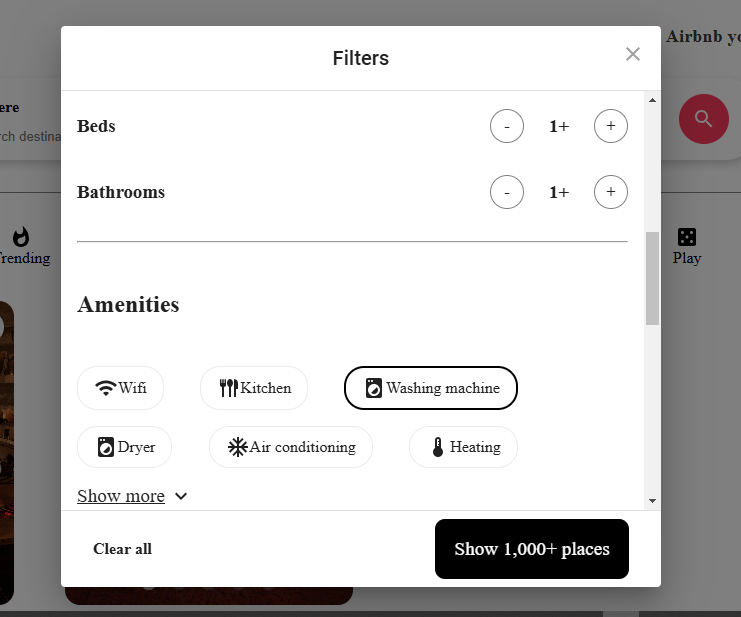 Filters
Airbnb yo
ere
rch destina
Beds - 1+ +
Bathrooms - 1+ +
Trending
Play
Amenities
Wifi Kitchen Washing machine
Dryer Air conditioning Heating
Show more
Clear all Show 1,000+ places